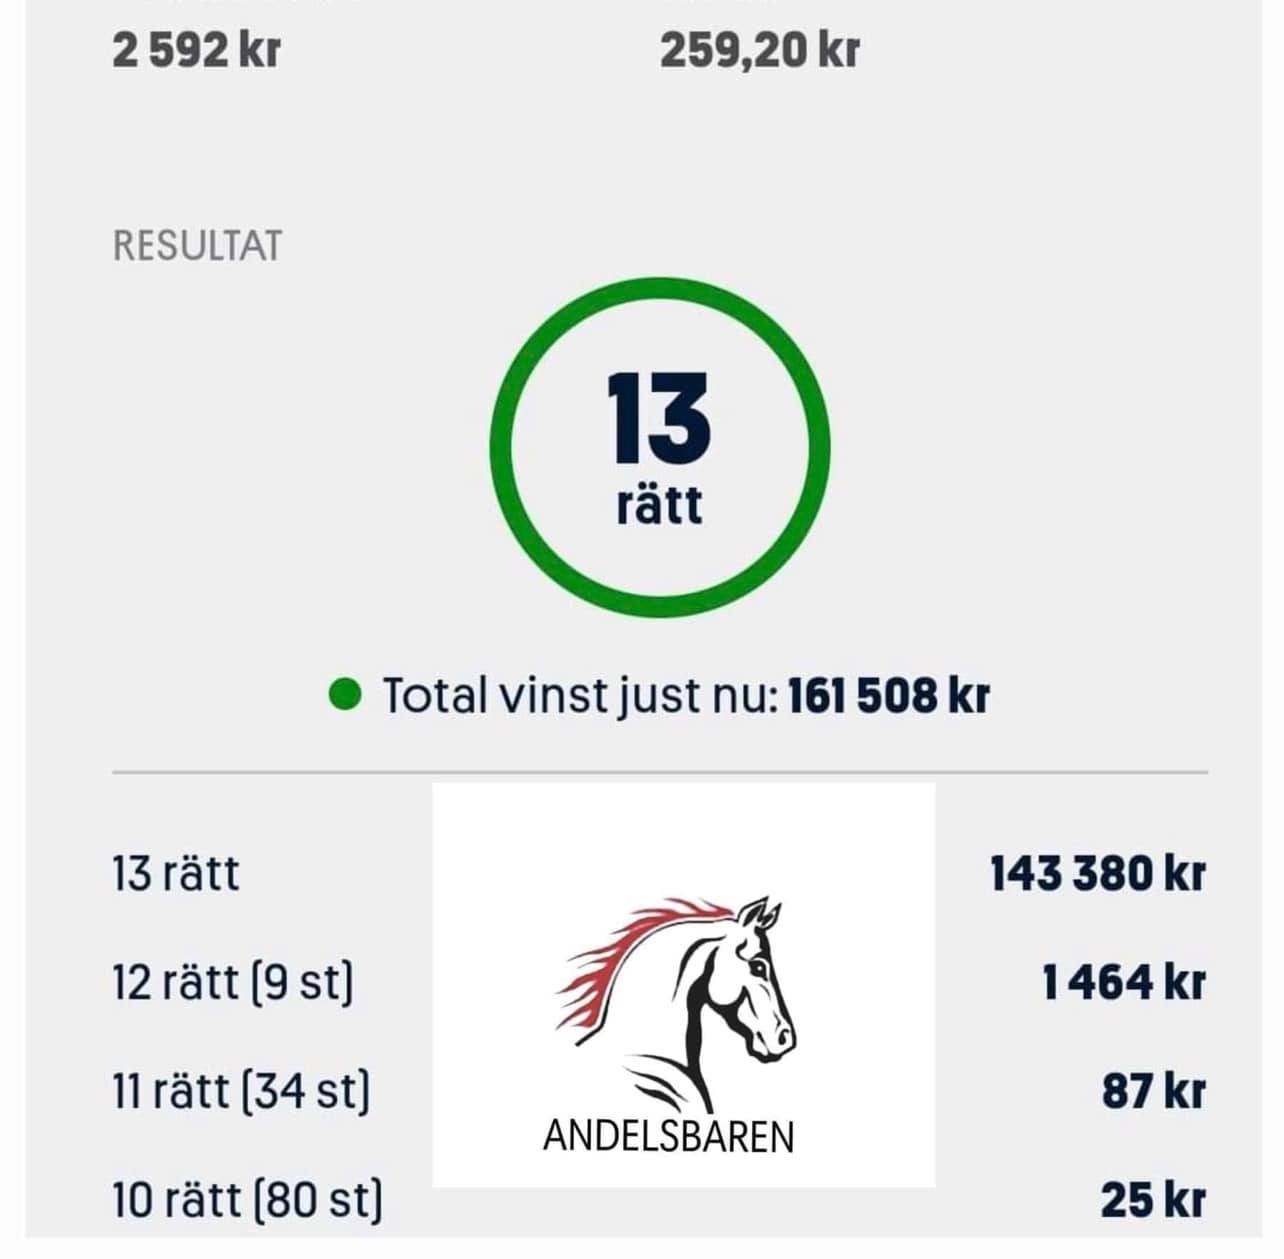 2 592 kr 259,20 kr
RESULTAT
13
rätt
Total vinst just nu: 161 508 kr
13 rätt 143 380 kr
12 rätt (9 st) 1 464 kr
11 rätt (34 st) 87 kr
ANDELSBAREN
10 rätt (80 st) 25 kr